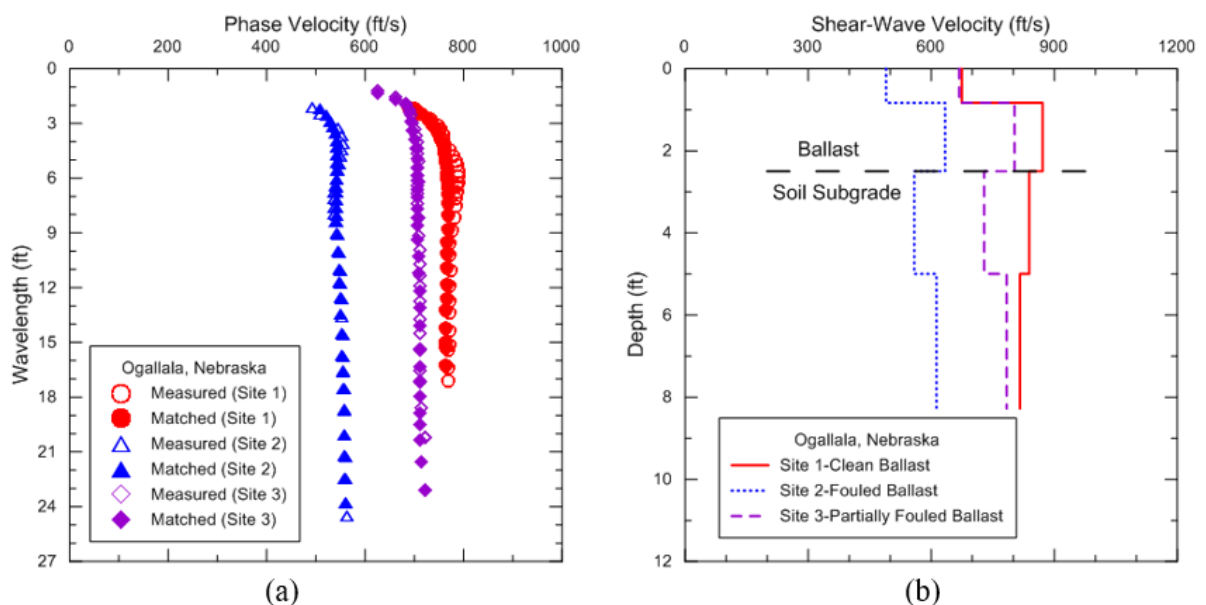 Phase Velocity (ft/s)
0 200 400 600 800 1000
0
3
6
9
12
15
18
21
24
27
Wavelength (ft)
Ogallala, Nebraska
Measured (Site 1)
Matched (Site 1)
Measured (Site 2)
Matched (Site 2)
Measured (Site 3)
Matched (Site 3)
(a)
Shear-Wave Velocity (ft/s)
0 300 600 900 1200
0
2
4
6
8
10
12
Depth (ft)
Ballast
Soil Subgrade
Ogallala, Nebraska
Site 1-Clean Ballast
Site 2-Fouled Ballast
Site 3-Partially Fouled Ballast
(b)